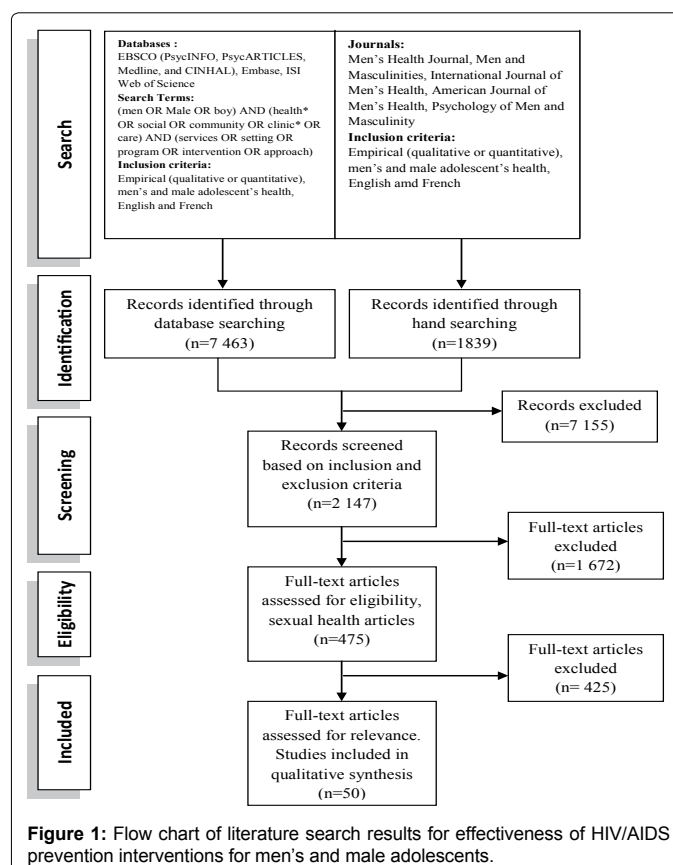 Search
Databases :
EBSCO (PsycINFO, PsycARTICLES,
Medline, and CINHAL), Embase, ISI
Web of Science
Search Terms:
(men OR Male OR boy) AND (health*
OR social OR community OR clinic* OR
care) AND (services OR setting OR
program OR intervention OR approach)
Inclusion criteria:
Empirical (qualitative or quantitative),
men's and male adolescent's health,
English and French
Journals:
Men's Health Journal, Men and
Masculinities, International Journal of
Men's Health, American Journal of
Men's Health, Psychology of Men and
Masculinity
Inclusion criteria:
Empirical (qualitative or quantitative),
men's and male adolescent's health,
English amd French
Identification
Records identified through
database searching
(n=7 463)
Records identified through
hand searching
(n=1839)
Records excluded
(n=7 155)
Screening
Records screened
based on inclusion and
exclusion criteria
(n=2 147)
Full-text articles
excluded
(n=1 672)
Eligibility
Full-text articles
assessed for eligibility,
sexual health articles
(n=475)
Full-text articles
excluded
(n= 425)
Included
Full-text articles
assessed for relevance.
Studies included in
qualitative synthesis
(n=50)
Figure 1: Flow chart of literature search results for effectiveness of HIV/AIDS
prevention interventions for men's and male adolescents.